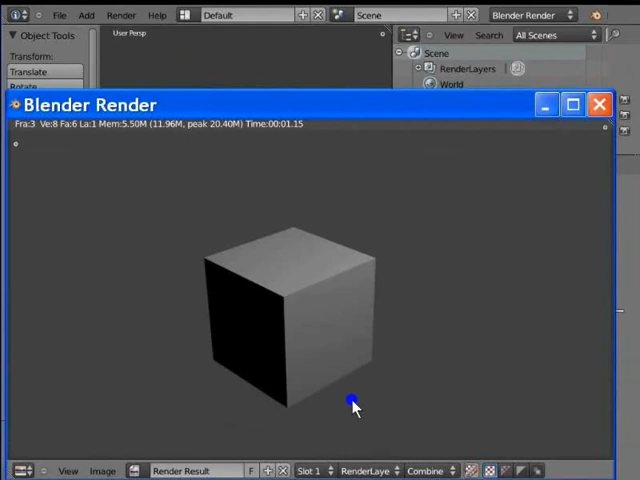 File Add Render Help Default Scene Blender Render
Object Tools User Persp View Search All Scenes
Transform: Scene
Translate RenderLayers
Rotate World
Blender Render
Fra:3 Ve:8 Fa:6 La:1 Mem:5.50M (11.96M, peak 20.40M) Time:00:01.15
View Image Render Result F Slot 1 RenderLaye Combine